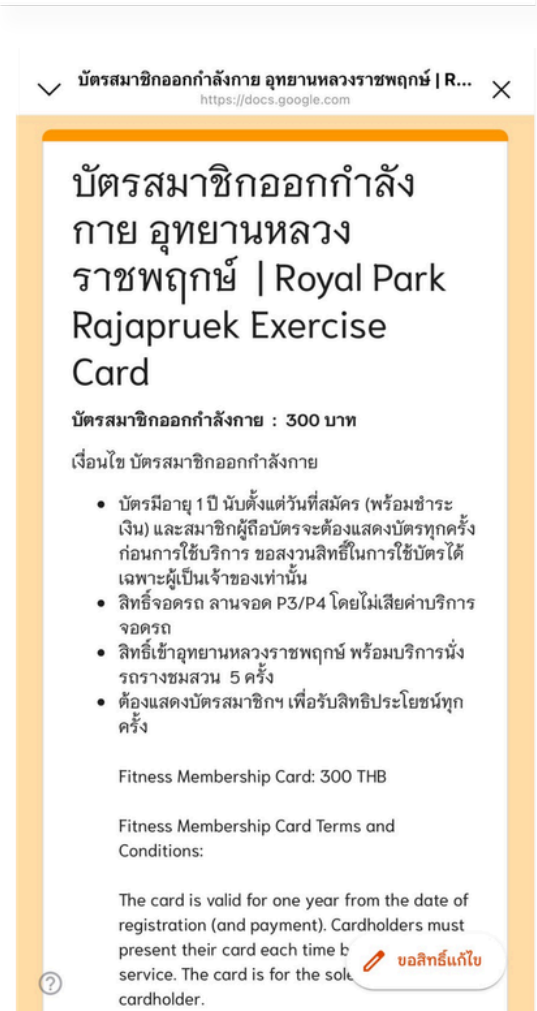 บัตรสมาชิกออกกำลังกาย อุทยานหลวงราชพฤกษ์ | R...
https://docs.google.com
บัตรสมาชิกออกกำลัง
กาย อุทยานหลวง
ราชพฤกษ์ | Royal Park
Rajapruek Exercise
Card
บัตรสมาชิกออกกำลังกาย : 300 บาท
เงื่อนไข บัตรสมาชิกออกกำลังกาย
• บัตรมีอายุ 1 ปี นับตั้งแต่วันที่สมัคร (พร้อมชำระ
เงิน) และสมาชิกผู้ถือบัตรจะต้องแสดงบัตรทุกครั้ง
ก่อนการใช้บริการ ขอสงวนสิทธิ์ในการใช้บัตรได้
เฉพาะผู้เป็นเจ้าของเท่านั้น
• สิทธิ์จอดรถ ลานจอด P3/P4 โดยไม่เสียค่าบริการ
จอดรถ
• สิทธิ์เข้าอุทยานหลวงราชพฤกษ์ พร้อมบริการนั่ง
รถรางชมสวน 5 ครั้ง
• ต้องแสดงบัตรสมาชิกฯ เพื่อรับสิทธิประโยชน์ทุก
ครั้ง
Fitness Membership Card: 300 THB
Fitness Membership Card Terms and
Conditions:
The card is valid for one year from the date of
registration (and payment). Cardholders must
present their card each time
service. The card is for the
cardholder.
ขอสิทธิ์แก้ไข